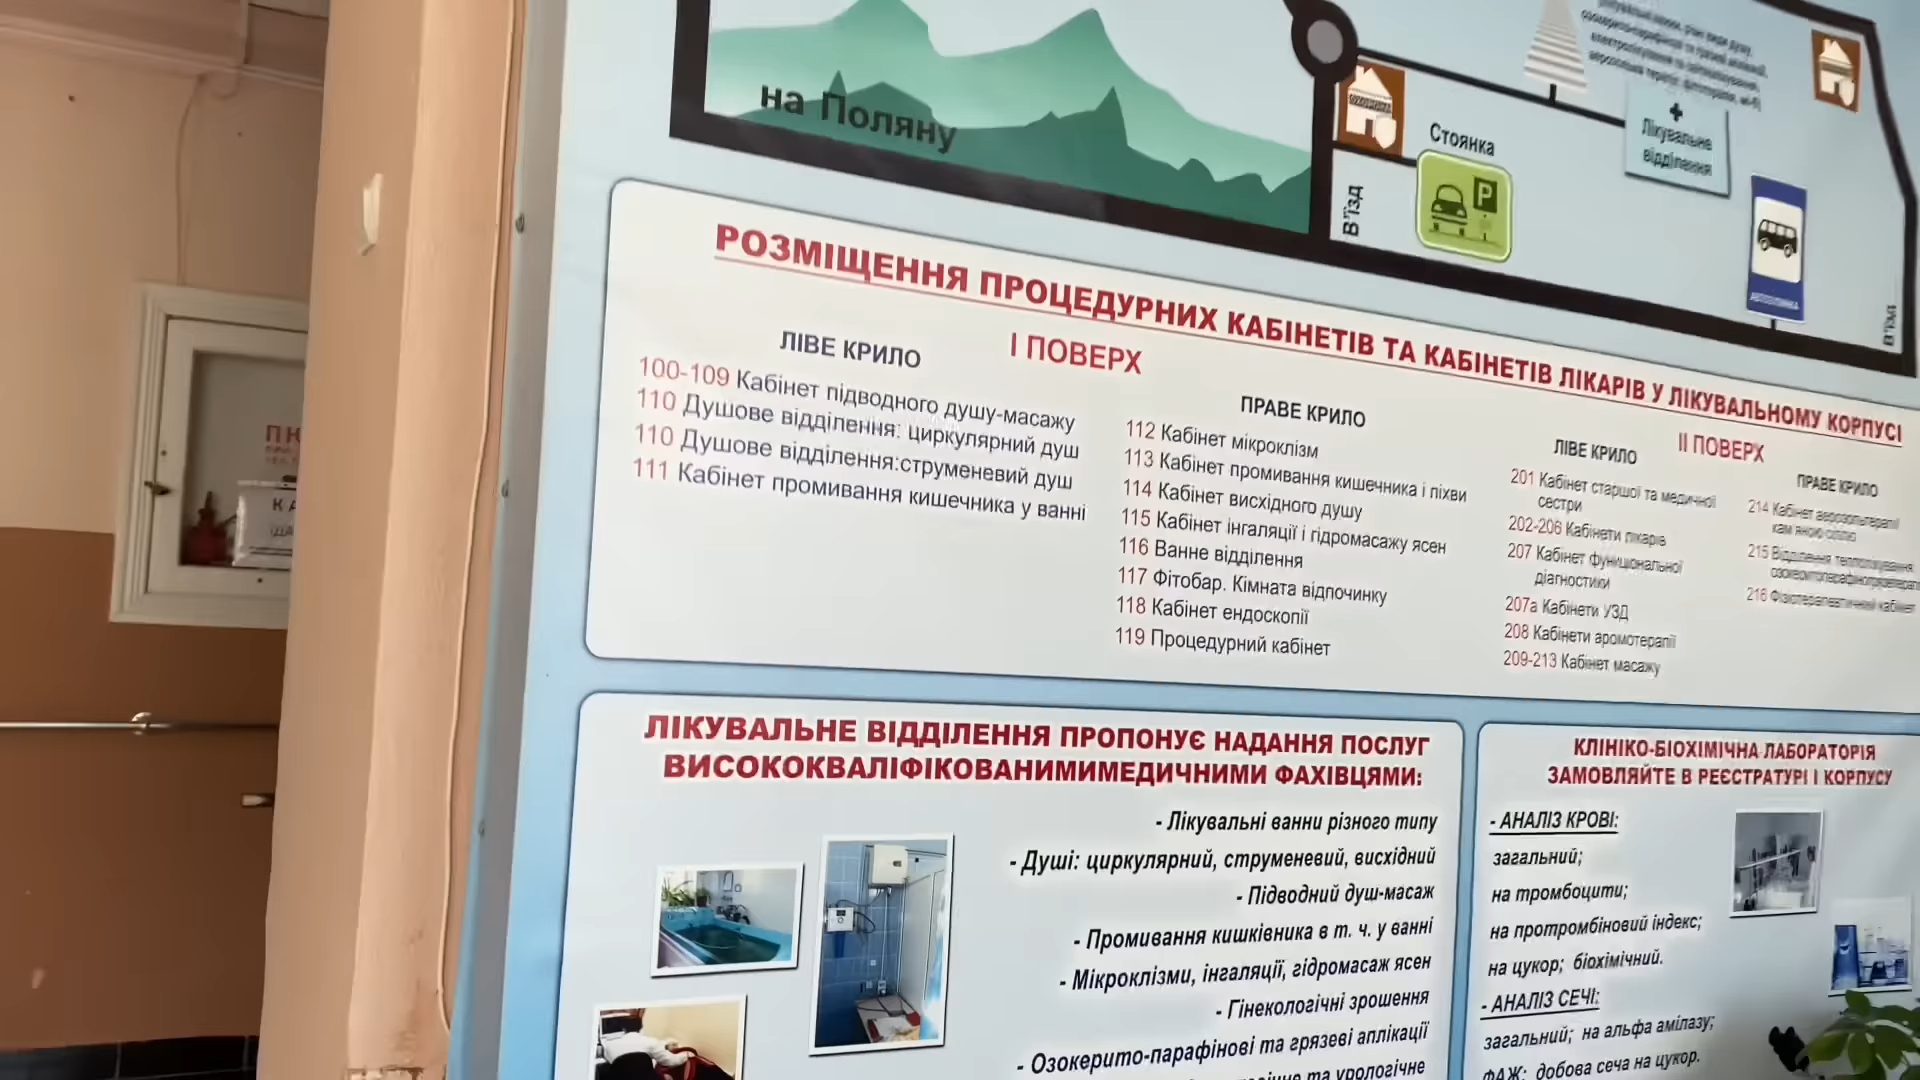 на Поляну
Стоянка
P
В'їзд
Лікувальне
відділення
В'їзд
РОЗМІЩЕННЯ ПРОЦЕДУРНИХ КАБІНЕТІВ ТА КАБІНЕТІВ ЛІКАРІВ У ЛІКУВАЛЬНОМУ КОРПУСІ
І ПОВЕРХ
ЛІВЕ КРИЛО
100-109 Кабінет підводного душу-масажу
110 Душове відділення: циркулярний душ
110 Душове відділення:струменевий душ
111 Кабінет промивання кишечника у ванні
ПРАВЕ КРИЛО
112 Кабінет мікроклізм
113 Кабінет промивання кишечника і піхви
114 Кабінет висхідного душу
115 Кабінет інгаляції і гідромасажу ясен
116 Ванне відділення
117 Фітобар. Кімната відпочинку
118 Кабінет ендоскопії
119 Процедурний кабінет
ІІ ПОВЕРХ
ЛІВЕ КРИЛО
201 Кабінет старшої та медичної
сестри
202-206 Кабінети лікарів
207 Кабінет функціональної
діагностики
207а Кабінети УЗД
208 Кабінети аромотерапії
209-213 Кабінет масажу
ПРАВЕ КРИЛО
214 Кабінет
215 Відділення
216 Фізіотерапевтичний кабінет
ЛІКУВАЛЬНЕ ВІДДІЛЕННЯ ПРОПОНУЄ НАДАННЯ ПОСЛУГ
ВИСОКОКВАЛІФІКОВАНИМИМЕДИЧНИМИ ФАХІВЦЯМИ:
- Лікувальні ванни різного типу
- Душі: циркулярний, струменевий, висхідний
- Підводний душ-масаж
- Промивання кишківника в т. ч. у ванні
- Мікроклізми, інгаляції, гідромасаж ясен
- Гінекологічні зрошення
- Озокерито-парафінові та грязеві аплікації
та урологічне
КЛІНІКО-БІОХІМІЧНА ЛАБОРАТОРІЯ
ЗАМОВЛЯЙТЕ В РЕЄСТРАТУРІ І КОРПУСУ
- АНАЛІЗ КРОВІ:
загальний;
на тромбоцити;
на протромбіновий індекс;
на цукор; біохімічний.
- АНАЛІЗ СЕЧІ:
загальний; на альфа амілазу;
ФАЖ; добова сеча на цукор.